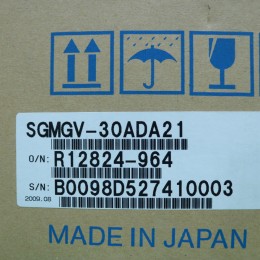 SGMGV-30ADA21
O/N: R12824-964
S/N: B0098D527410003
2009.08
MADE IN JAPAN